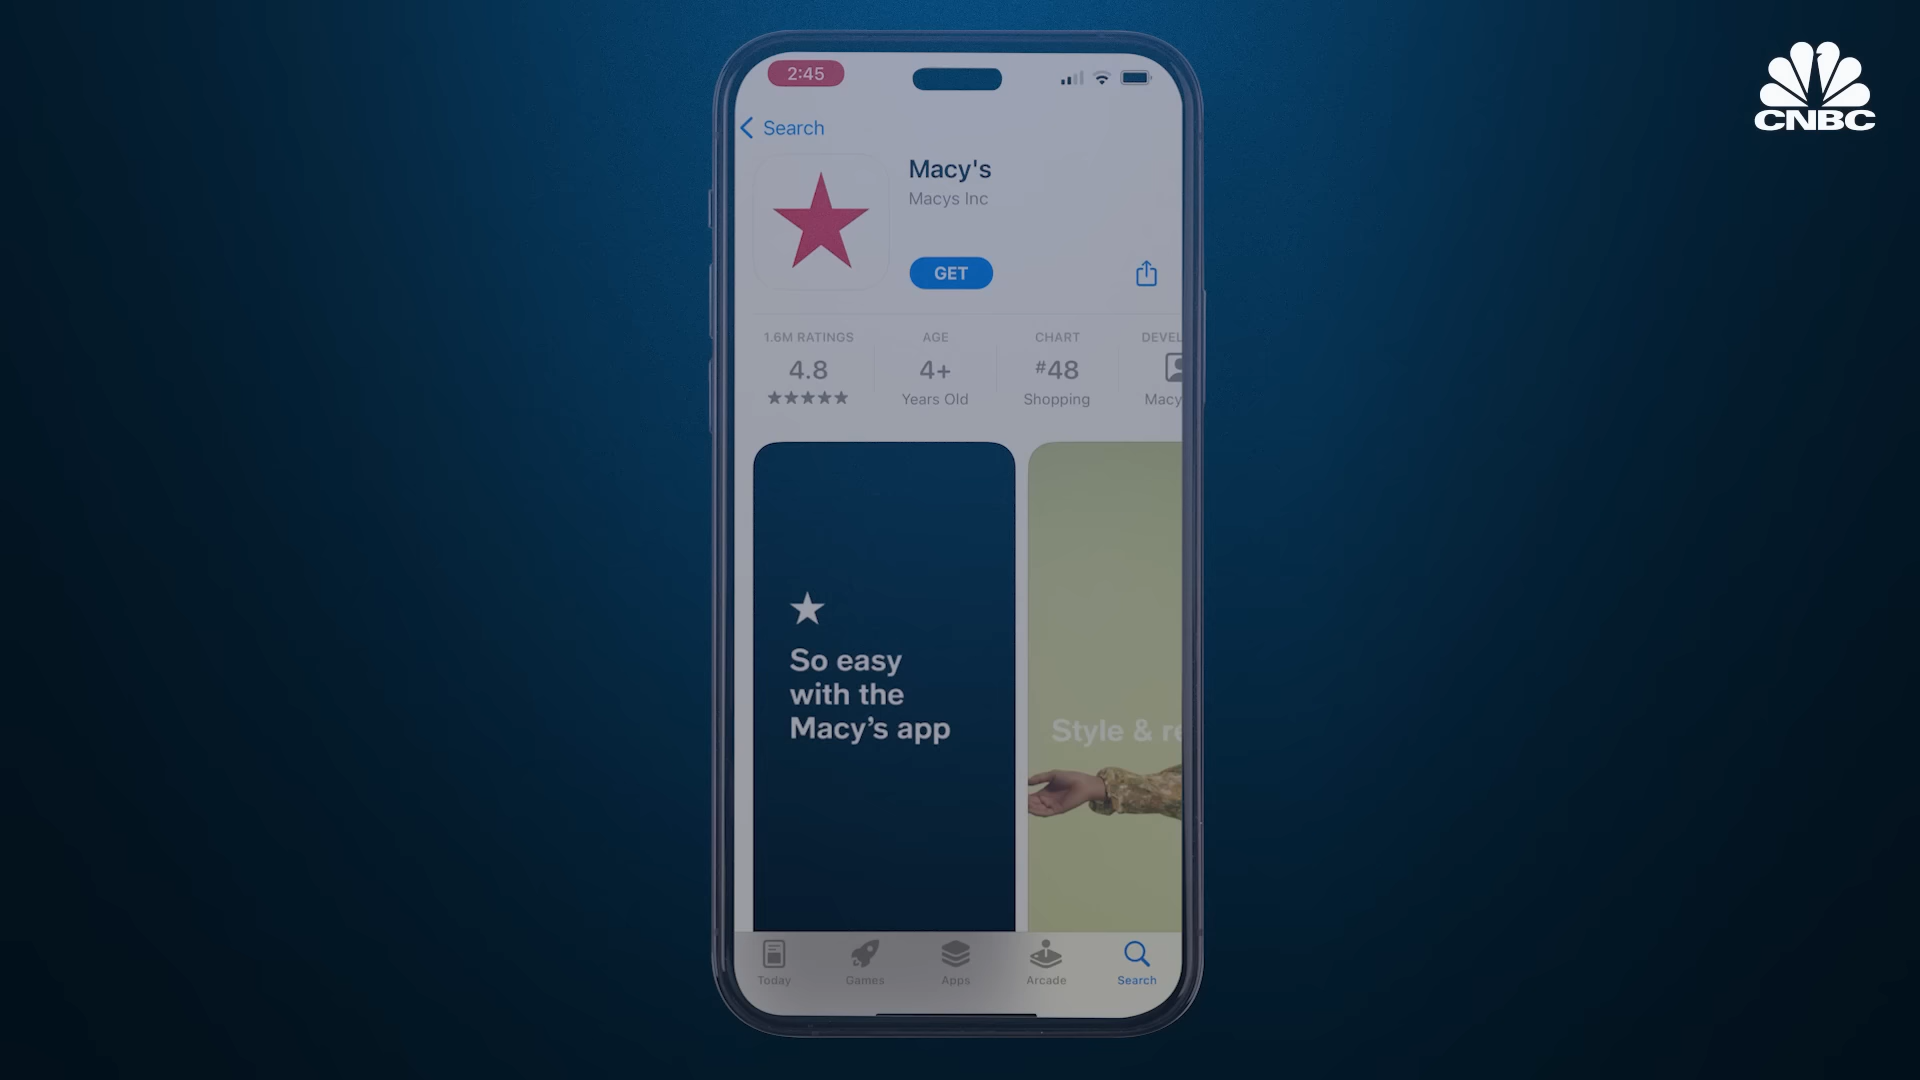 2:45
CNBC
Search
Macy's
Macys Inc
GET
1.6M RATINGS
4.8
★★★★★
AGE
4+
Years Old
CHART
#48
Shopping
DEVEL
Macy
So easy
with the
Macy's app
Style & re
Today
Games
Apps
Arcade
Search